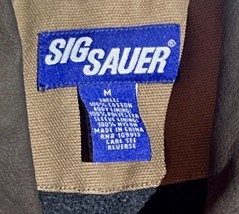 SIG SAUER®
M
SHELL:
100% COTTON
BODY LINING:
100% POLYESTER
SLEEVE LINING:
100% NYLON
MADE IN CHINA
RN# 109913
CARE SEE
REVERSE